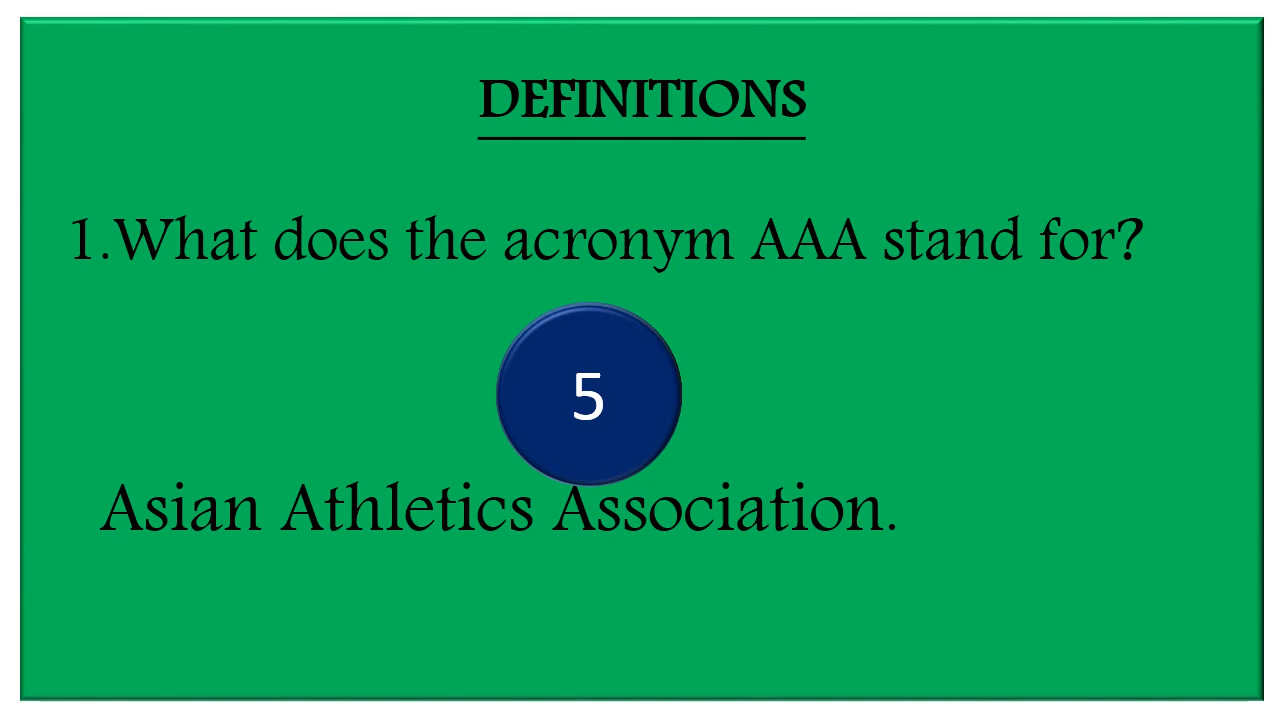 DEFINITIONS
1.What does the acronym AAA stand for?
5
Asian Athletics Association.